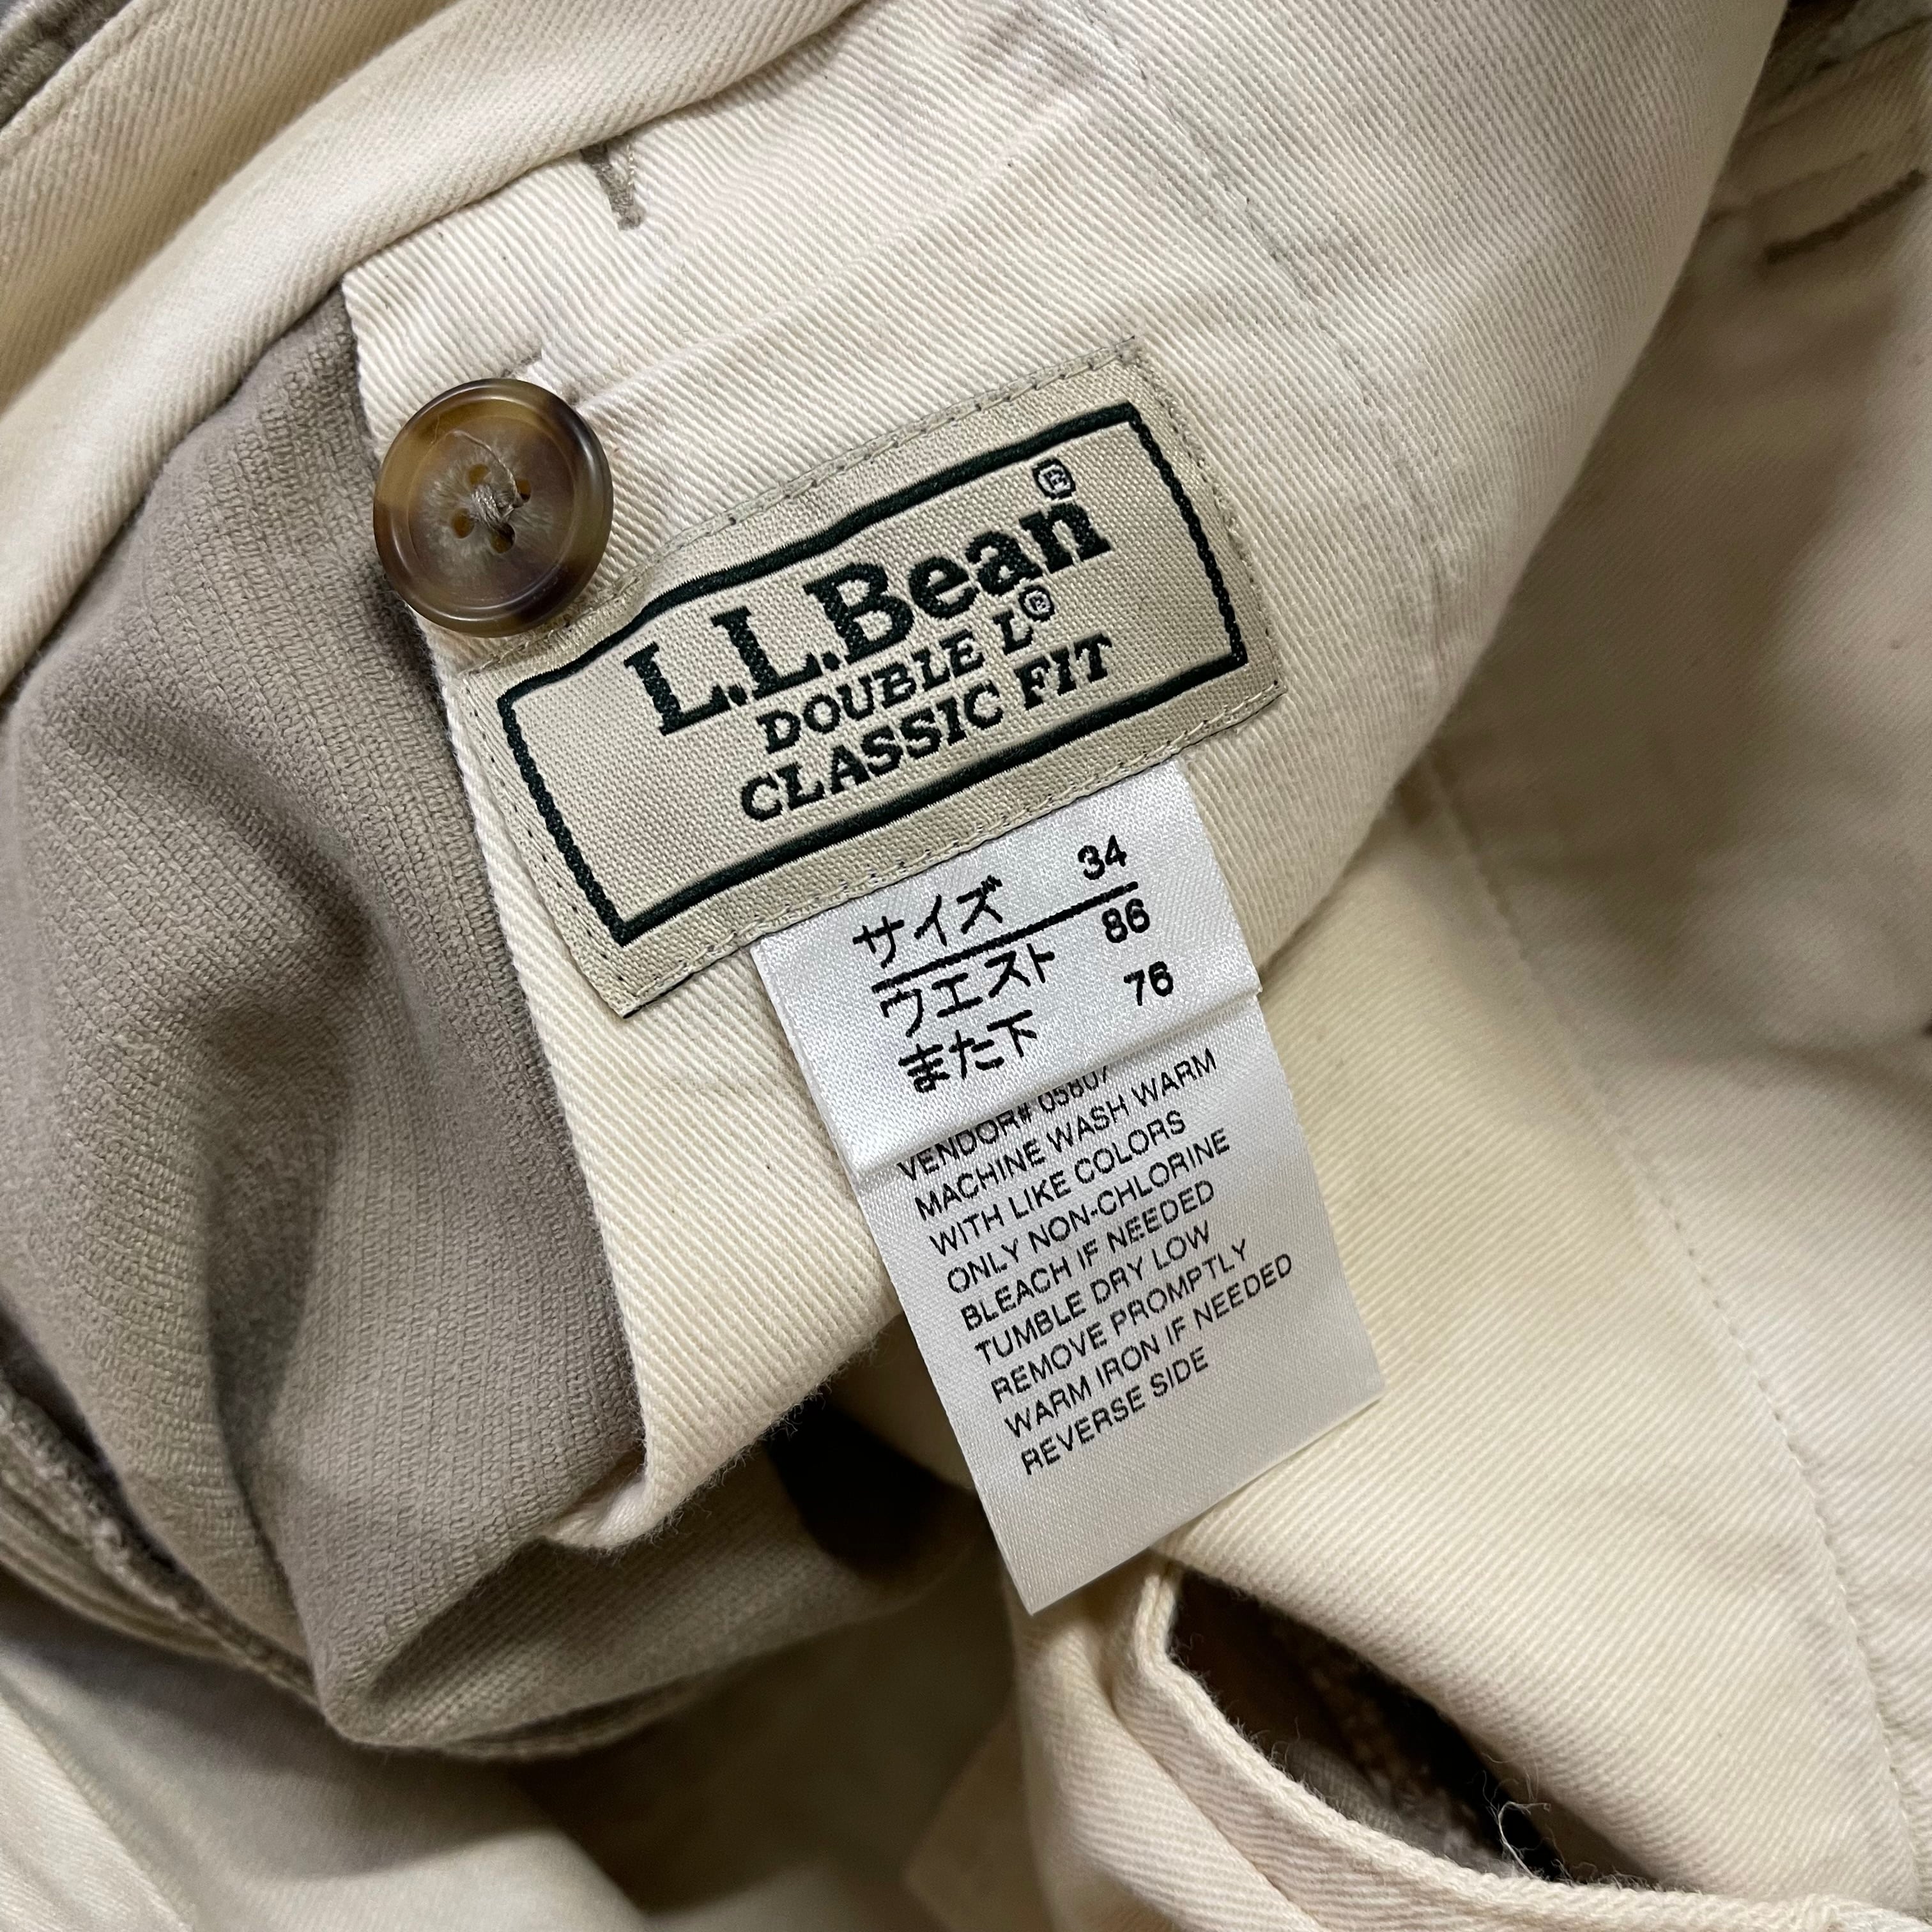 L.L.Bean®
DOUBLE L®
CLASSIC FIT
サイズ 34
ウエスト 86
また下 76
VENDOR# 05807
MACHINE WASH WARM
WITH LIKE COLORS
ONLY NON-CHLORINE
BLEACH IF NEEDED
TUMBLE DRY LOW
REMOVE PROMPTLY
WARM IRON IF NEEDED
REVERSE SIDE